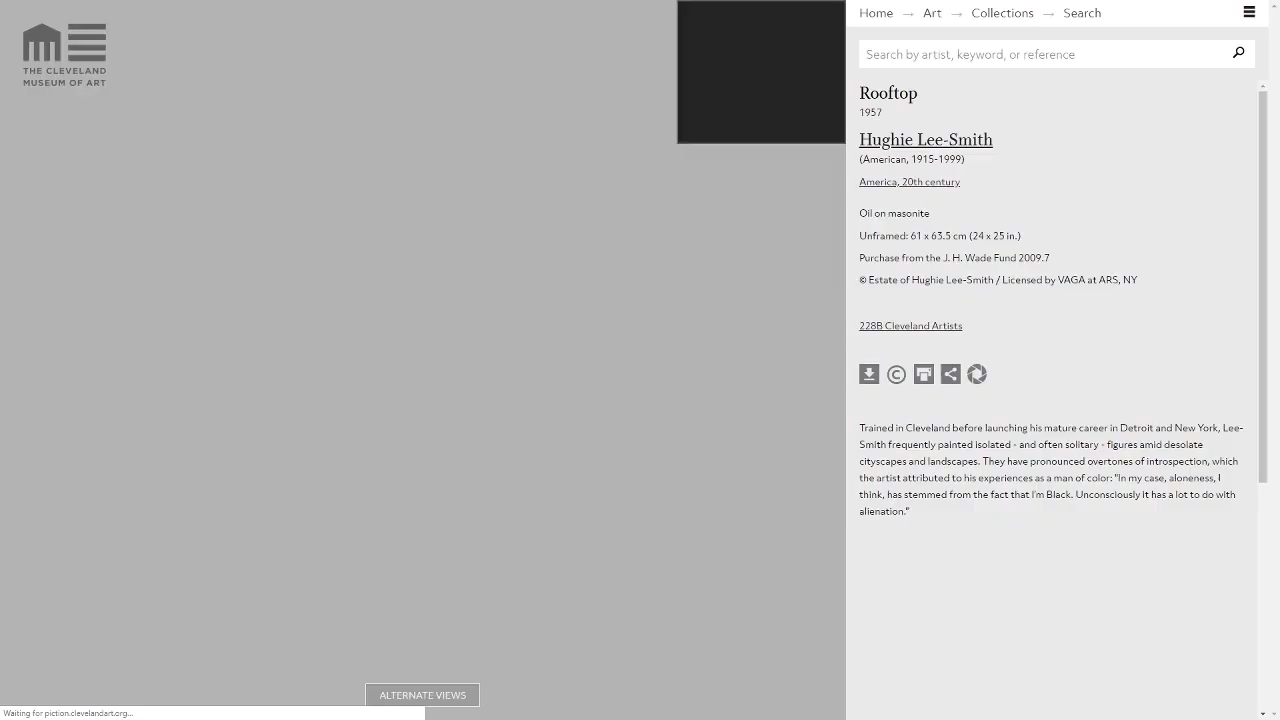 THE CLEVELAND
MUSEUM OF ART
Home → Art → Collections → Search
Search by artist, keyword, or reference
Rooftop
1957
Hughie Lee-Smith
(American, 1915-1999)
America, 20th century
Oil on masonite
Unframed: 61 x 63.5 cm (24 x 25 in.)
Purchase from the J. H. Wade Fund 2009.7
© Estate of Hughie Lee-Smith / Licensed by VAGA at ARS, NY
228B Cleveland Artists
Trained in Cleveland before launching his mature career in Detroit and New York, Lee-
Smith frequently painted isolated - and often solitary - figures amid desolate
cityscapes and landscapes. They have pronounced overtones of introspection, which
the artist attributed to his experiences as a man of color: "In my case, aloneness, I
think, has stemmed from the fact that I'm Black. Unconsciously it has a lot to do with
alienation."
ALTERNATE VIEWS
Waiting for piction.clevelandart.org...